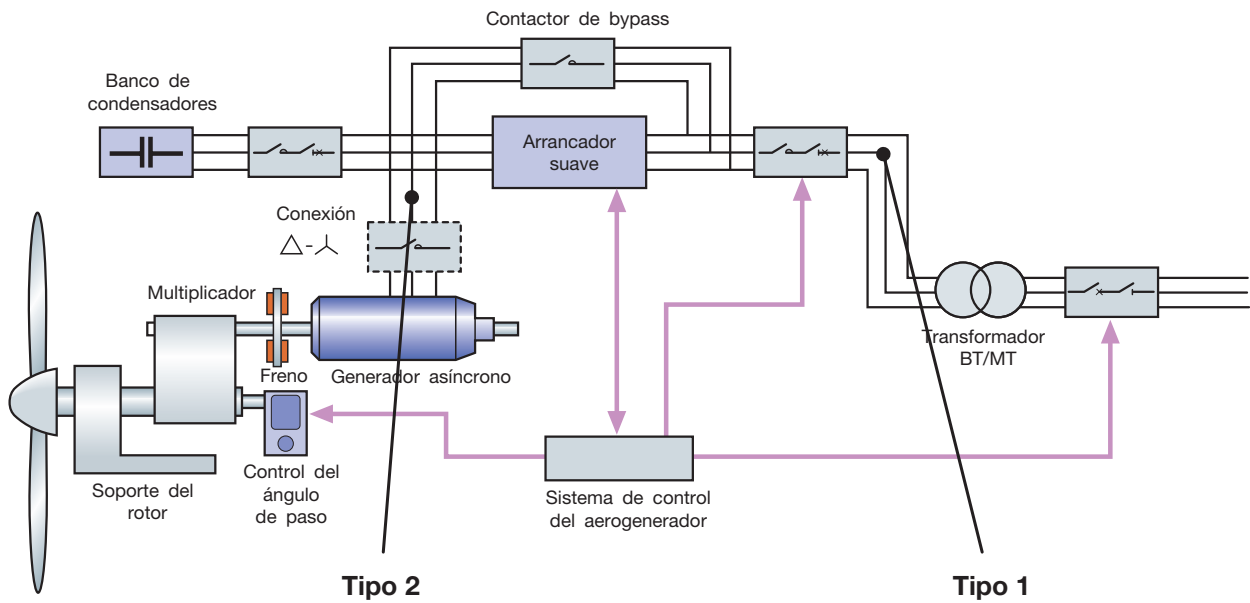 Contactor de bypass
Banco de
condensadores
Arrancador
suave
Conexión
Multiplicador
Freno
Generador asíncrono
Transformador
BT/MT
Soporte del
rotor
Control del
ángulo
de paso
Sistema de control
del aerogenerador
Tipo 2
Tipo 1